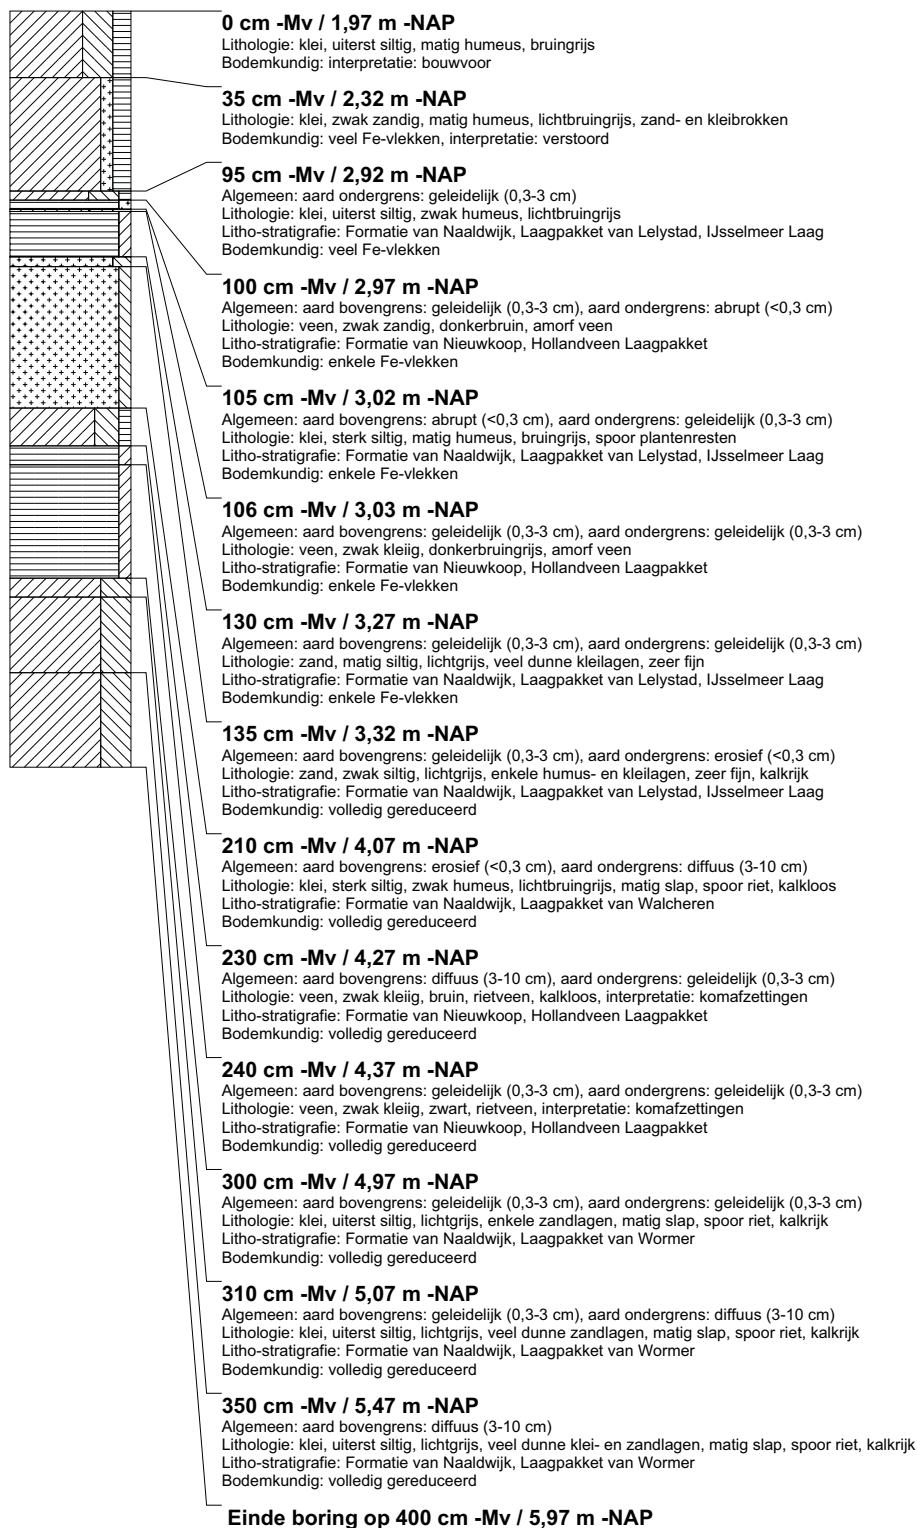 0 cm -Mv / 1,97 m -NAP
Lithologie: klei, uiterst siltig, matig humeus, bruingrijs
Bodemkundig: interpretatie: bouwvoor
35 cm -Mv / 2,32 m -NAP
Lithologie: klei, zwak zandig, matig humeus, lichtbruingrijs, zand- en kleibrokken
Bodemkundig: veel Fe-vlekken, interpretatie: verstoord
95 cm -Mv / 2,92 m -NAP
Algemeen: aard ondergrens: geleidelijk (0,3-3 cm)
Lithologie: klei, uiterst siltig, zwak humeus, lichtbruingrijs
Litho-stratigrafie: Formatie van Naaldwijk, Laagpakket van Lelystad, IJsselmeer Laag
Bodemkundig: veel Fe-vlekken
100 cm -Mv / 2,97 m -NAP
Algemeen: aard bovengrens: geleidelijk (0,3-3 cm), aard ondergrens: abrupt (<0,3 cm)
Lithologie: veen, zwak zandig, donkerbruin, amorf veen
Litho-stratigrafie: Formatie van Nieuwkoop, Hollandveen Laagpakket
Bodemkundig: enkele Fe-vlekken
105 cm -Mv / 3,02 m -NAP
Algemeen: aard bovengrens: abrupt (<0,3 cm), aard ondergrens: geleidelijk (0,3-3 cm)
Lithologie: klei, sterk siltig, matig humeus, bruingrijs, spoor plantenresten
Litho-stratigrafie: Formatie van Naaldwijk, Laagpakket van Lelystad, IJsselmeer Laag
Bodemkundig: enkele Fe-vlekken
106 cm -Mv / 3,03 m -NAP
Algemeen: aard bovengrens: geleidelijk (0,3-3 cm), aard ondergrens: geleidelijk (0,3-3 cm)
Lithologie: veen, zwak kleiig, donkerbruingrijs, amorf veen
Litho-stratigrafie: Formatie van Nieuwkoop, Hollandveen Laagpakket
Bodemkundig: enkele Fe-vlekken
130 cm -Mv / 3,27 m -NAP
Algemeen: aard bovengrens: geleidelijk (0,3-3 cm), aard ondergrens: geleidelijk (0,3-3 cm)
Lithologie: zand, matig siltig, lichtgrijs, veel dunne kleilagen, zeer fijn
Litho-stratigrafie: Formatie van Naaldwijk, Laagpakket van Lelystad, IJsselmeer Laag
Bodemkundig: enkele Fe-vlekken
135 cm -Mv / 3,32 m -NAP
Algemeen: aard bovengrens: geleidelijk (0,3-3 cm), aard ondergrens: erosief (<0,3 cm)
Lithologie: zand, zwak siltig, lichtgrijs, enkele humus- en kleilagen, zeer fijn, kalkrijk
Litho-stratigrafie: Formatie van Naaldwijk, Laagpakket van Lelystad, IJsselmeer Laag
Bodemkundig: volledig gereduceerd
210 cm -Mv / 4,07 m -NAP
Algemeen: aard bovengrens: erosief (<0,3 cm), aard ondergrens: diffuus (3-10 cm)
Lithologie: klei, sterk siltig, zwak humeus, lichtbruingrijs, matig slap, spoor riet, kalkloos
Litho-stratigrafie: Formatie van Naaldwijk, Laagpakket van Walcheren
Bodemkundig: volledig gereduceerd
230 cm -Mv / 4,27 m -NAP
Algemeen: aard bovengrens: diffuus (3-10 cm), aard ondergrens: geleidelijk (0,3-3 cm)
Lithologie: veen, zwak kleiig, bruin, rietveen, kalkloos, interpretatie: komafzettingen
Litho-stratigrafie: Formatie van Nieuwkoop, Hollandveen Laagpakket
Bodemkundig: volledig gereduceerd
240 cm -Mv / 4,37 m -NAP
Algemeen: aard bovengrens: geleidelijk (0,3-3 cm), aard ondergrens: geleidelijk (0,3-3 cm)
Lithologie: veen, zwak kleiig, zwart, rietveen, interpretatie: komafzettingen
Litho-stratigrafie: Formatie van Nieuwkoop, Hollandveen Laagpakket
Bodemkundig: volledig gereduceerd
300 cm -Mv / 4,97 m -NAP
Algemeen: aard bovengrens: geleidelijk (0,3-3 cm), aard ondergrens: geleidelijk (0,3-3 cm)
Lithologie: klei, uiterst siltig, lichtgrijs, enkele zandlagen, matig slap, spoor riet, kalkrijk
Litho-stratigrafie: Formatie van Naaldwijk, Laagpakket van Wormer
Bodemkundig: volledig gereduceerd
310 cm -Mv / 5,07 m -NAP
Algemeen: aard bovengrens: geleidelijk (0,3-3 cm), aard ondergrens: diffuus (3-10 cm)
Lithologie: klei, uiterst siltig, lichtgrijs, veel dunne zandlagen, matig slap, spoor riet, kalkrijk
Litho-stratigrafie: Formatie van Naaldwijk, Laagpakket van Wormer
Bodemkundig: volledig gereduceerd
350 cm -Mv / 5,47 m -NAP
Algemeen: aard bovengrens: diffuus (3-10 cm)
Lithologie: klei, uiterst siltig, lichtgrijs, veel dunne klei- en zandlagen, matig slap, spoor riet, kalkrijk
Litho-stratigrafie: Formatie van Naaldwijk, Laagpakket van Wormer
Bodemkundig: volledig gereduceerd
Einde boring op 400 cm -Mv / 5,97 m -NAP